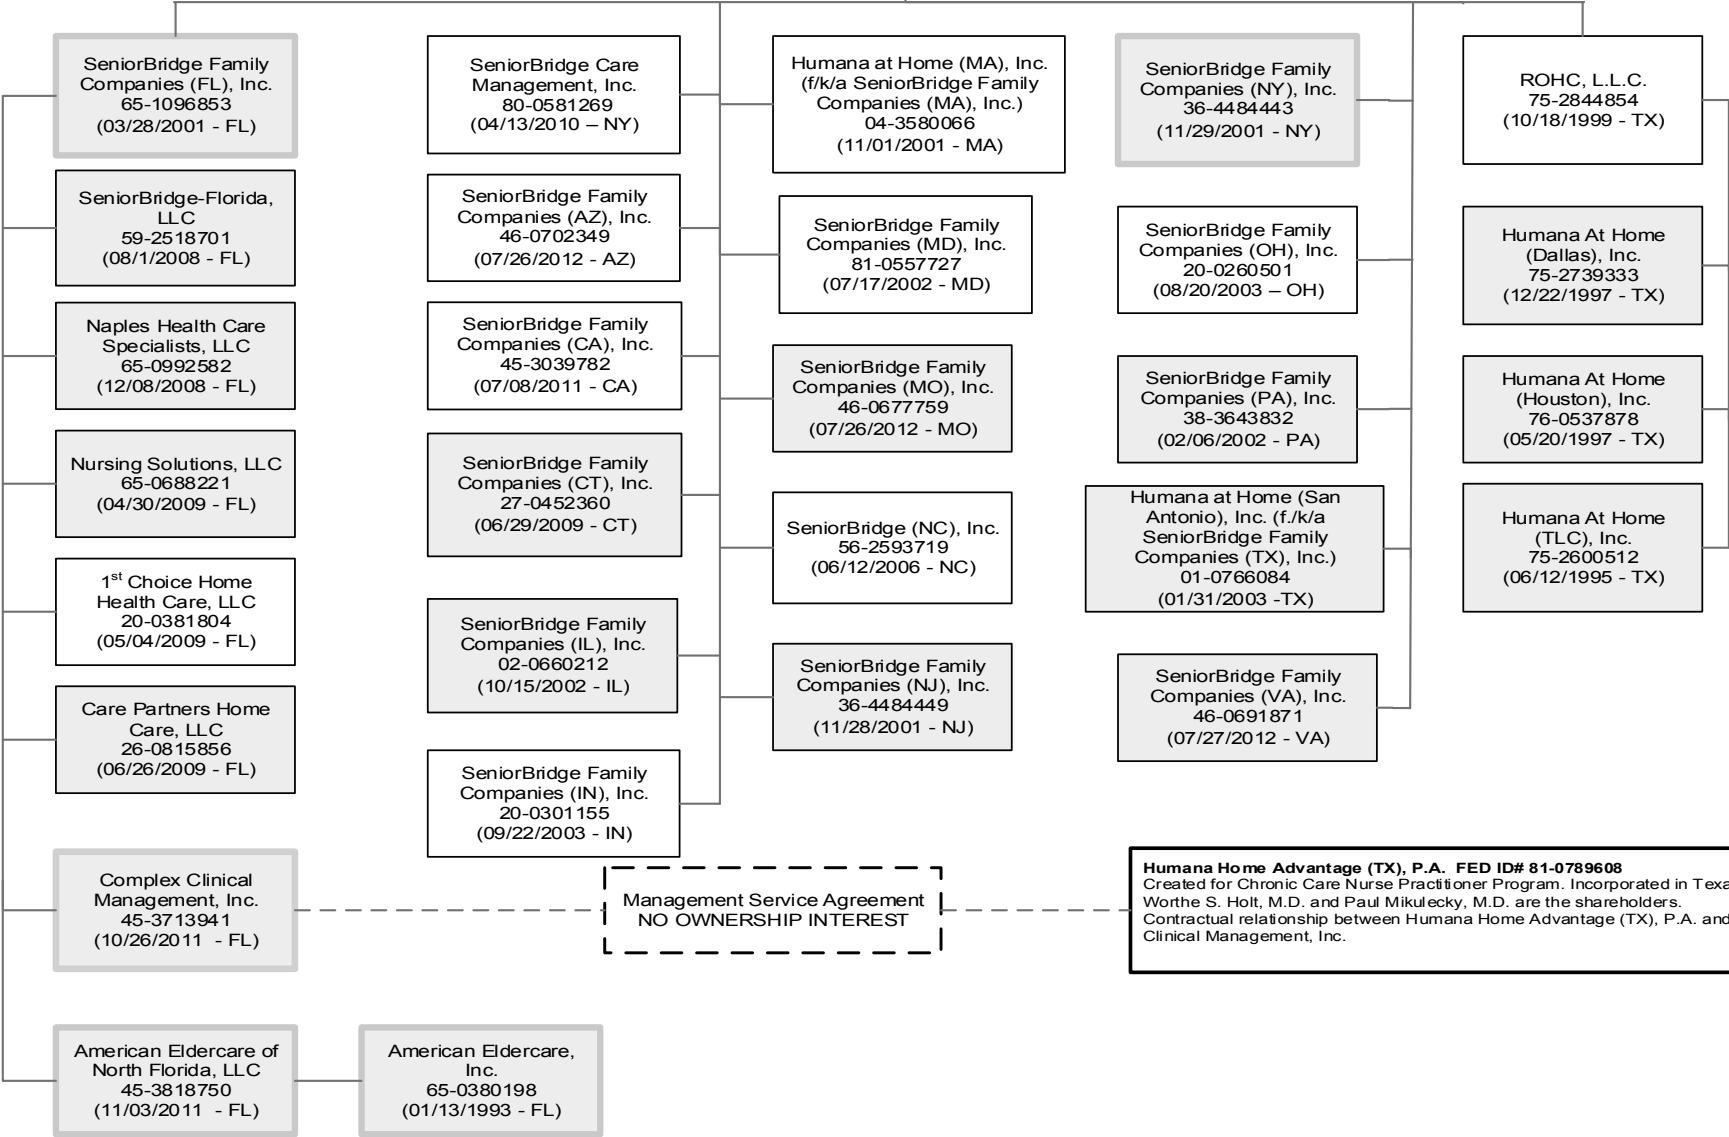 SeniorBridge Family
Companies (FL), Inc.
65-1096853
(03/28/2001 - FL)
SeniorBridge-Florida,
LLC
59-2518701
(08/1/2008 - FL)
Naples Health Care
Specialists, LLC
65-0992582
(12/08/2008 - FL)
Nursing Solutions, LLC
65-0688221
(04/30/2009 - FL)
1st Choice Home
Health Care, LLC
20-0381804
(05/04/2009 - FL)
Care Partners Home
Care, LLC
26-0815856
(06/26/2009 - FL)
Complex Clinical
Management, Inc.
45-3713941
(10/26/2011 - FL)
American Eldercare of
North Florida, LLC
45-3818750
(11/03/2011 - FL)
American Eldercare,
Inc.
65-0380198
(01/13/1993 - FL)
SeniorBridge Care
Management, Inc.
80-0581269
(04/13/2010 – NY)
SeniorBridge Family
Companies (AZ), Inc.
46-0702349
(07/26/2012 - AZ)
SeniorBridge Family
Companies (CA), Inc.
45-3039782
(07/08/2011 - CA)
SeniorBridge Family
Companies (CT), Inc.
27-0452360
(06/29/2009 - CT)
SeniorBridge Family
Companies (IL), Inc.
02-0660212
(10/15/2002 - IL)
SeniorBridge Family
Companies (IN), Inc.
20-0301155
(09/22/2003 - IN)
Humana at Home (MA), Inc.
(f/k/a SeniorBridge Family
Companies (MA), Inc.)
04-3580066
(11/01/2001 - MA)
SeniorBridge Family
Companies (MD), Inc.
81-0557727
(07/17/2002 - MD)
SeniorBridge Family
Companies (MO), Inc.
46-0677759
(07/26/2012 - MO)
SeniorBridge (NC), Inc.
56-2593719
(06/12/2006 - NC)
SeniorBridge Family
Companies (NJ), Inc.
36-4484449
(11/28/2001 - NJ)
SeniorBridge Family
Companies (NY), Inc.
36-4484443
(11/29/2001 - NY)
SeniorBridge Family
Companies (OH), Inc.
20-0260501
(08/20/2003 – OH)
SeniorBridge Family
Companies (PA), Inc.
38-3643832
(02/06/2002 - PA)
Humana at Home (San
Antonio), Inc. (f./k/a
SeniorBridge Family
Companies (TX), Inc.)
01-0766084
(01/31/2003 -TX)
SeniorBridge Family
Companies (VA), Inc.
46-0691871
(07/27/2012 - VA)
ROHC, L.L.C.
75-2844854
(10/18/1999 - TX)
Humana At Home
(Dallas), Inc.
75-2739333
(12/22/1997 - TX)
Humana At Home
(Houston), Inc.
76-0537878
(05/20/1997 - TX)
Humana At Home
(TLC), Inc.
75-2600512
(06/12/1995 - TX)
Management Service Agreement
NO OWNERSHIP INTEREST
Humana Home Advantage (TX), P.A. FED ID# 81-0789608
Created for Chronic Care Nurse Practitioner Program. Incorporated in Texa
Worthe S. Holt, M.D. and Paul Mikulecky, M.D. are the shareholders.
Contractual relationship between Humana Home Advantage (TX), P.A. and
Clinical Management, Inc.